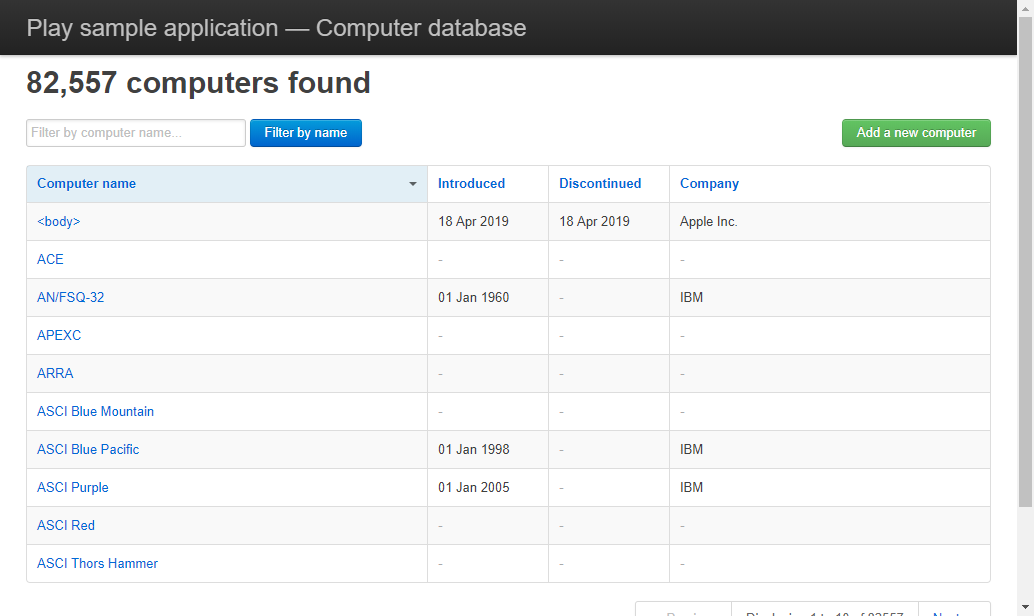 Play sample application — Computer database
82,557 computers found
Filter by computer name... Filter by name Add a new computer
Computer name Introduced Discontinued Company
<body> 18 Apr 2019 18 Apr 2019 Apple Inc.
ACE - - -
AN/FSQ-32 01 Jan 1960 - IBM
APEXC - - -
ARRA - - -
ASCI Blue Mountain - - -
ASCI Blue Pacific 01 Jan 1998 - IBM
ASCI Purple 01 Jan 2005 - IBM
ASCI Red - - -
ASCI Thors Hammer - - -